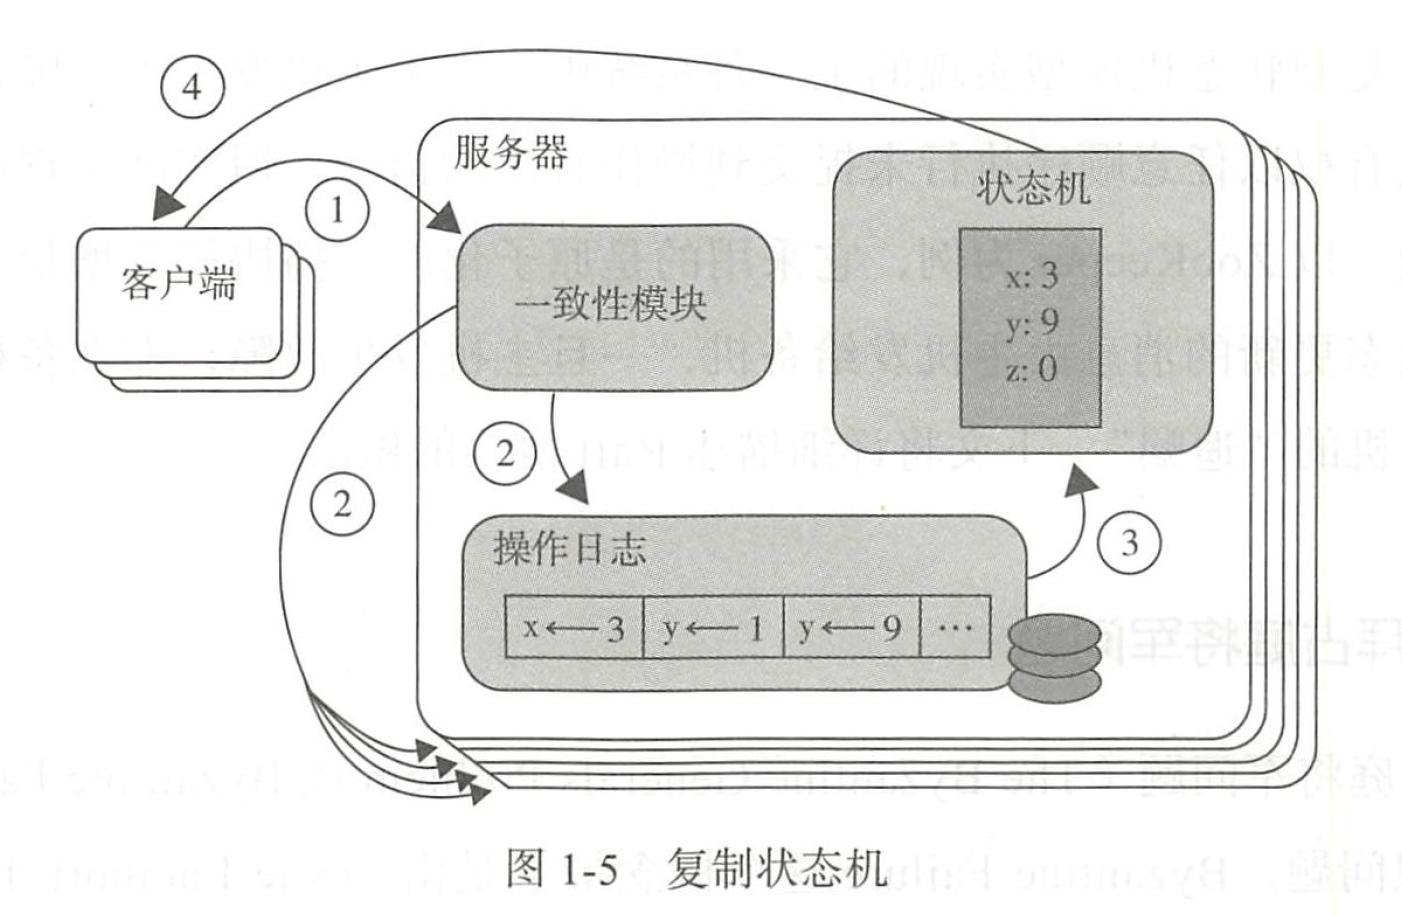 ④
服务器
状态机
①
客户端
x: 3
一致性模块
y: 9
z: 0
②
②
操作日志
③
x ← 3
y ← 1
y ← 9
…
图 1-5 复制状态机